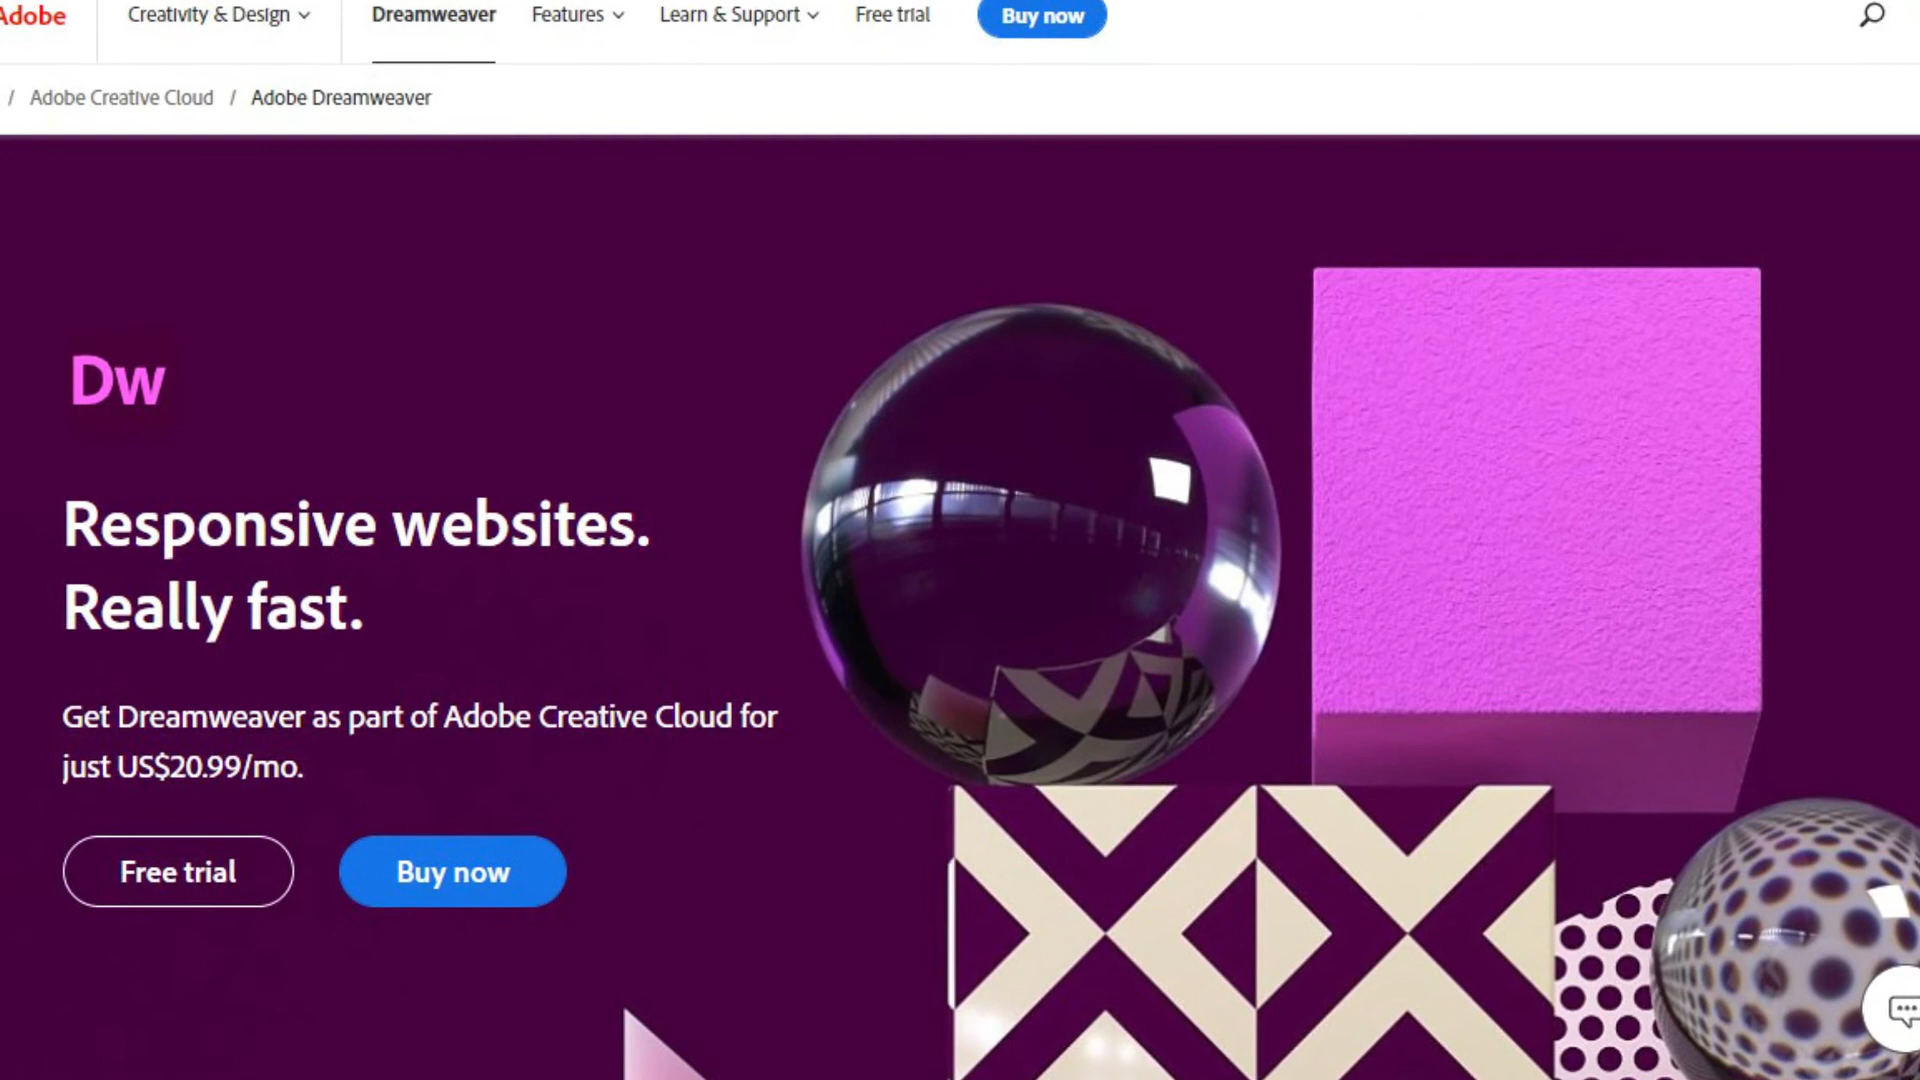 Adobe
Creativity & Design
Dreamweaver
Features
Learn & Support
Free trial
Buy now
/ Adobe Creative Cloud / Adobe Dreamweaver
Dw
Responsive websites.
Really fast.
Get Dreamweaver as part of Adobe Creative Cloud for
just US$20.99/mo.
Free trial
Buy now